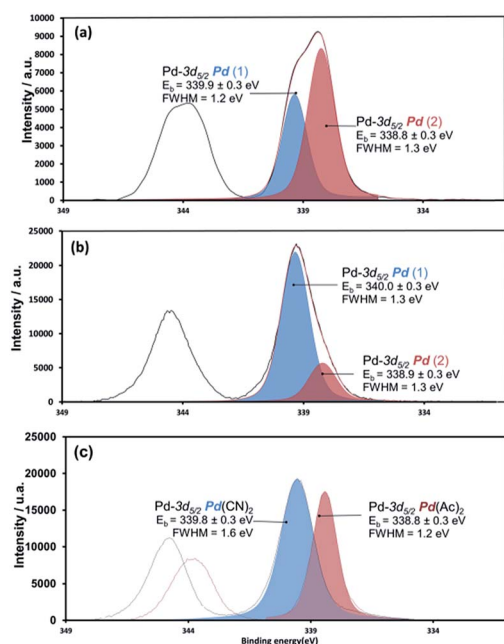 (a)
Intensity / a.u.
10000
9000
8000
7000
6000
5000
4000
3000
2000
1000
0
Pd-3d5/2 Pd (1)
Eb = 339.9 ± 0.3 eV
FWHM = 1.2 eV
Pd-3d5/2 Pd (2)
Eb = 338.8 ± 0.3 eV
FWHM = 1.3 eV
349 344 339 334
(b)
Intensity / a.u.
25000
20000
15000
10000
5000
0
Pd-3d5/2 Pd (1)
Eb = 340.0 ± 0.3 eV
FWHM = 1.3 eV
Pd-3d5/2 Pd (2)
Eb = 338.9 ± 0.3 eV
FWHM = 1.3 eV
349 344 339 334
(c)
Intensity / u.a.
25000
20000
15000
10000
5000
0
Pd-3d5/2 Pd(CN)2
Eb = 339.8 ± 0.3 eV
FWHM = 1.6 eV
Pd-3d5/2 Pd(Ac)2
Eb = 338.8 ± 0.3 eV
FWHM = 1.2 eV
349 344 339 334
Binding energy(eV)